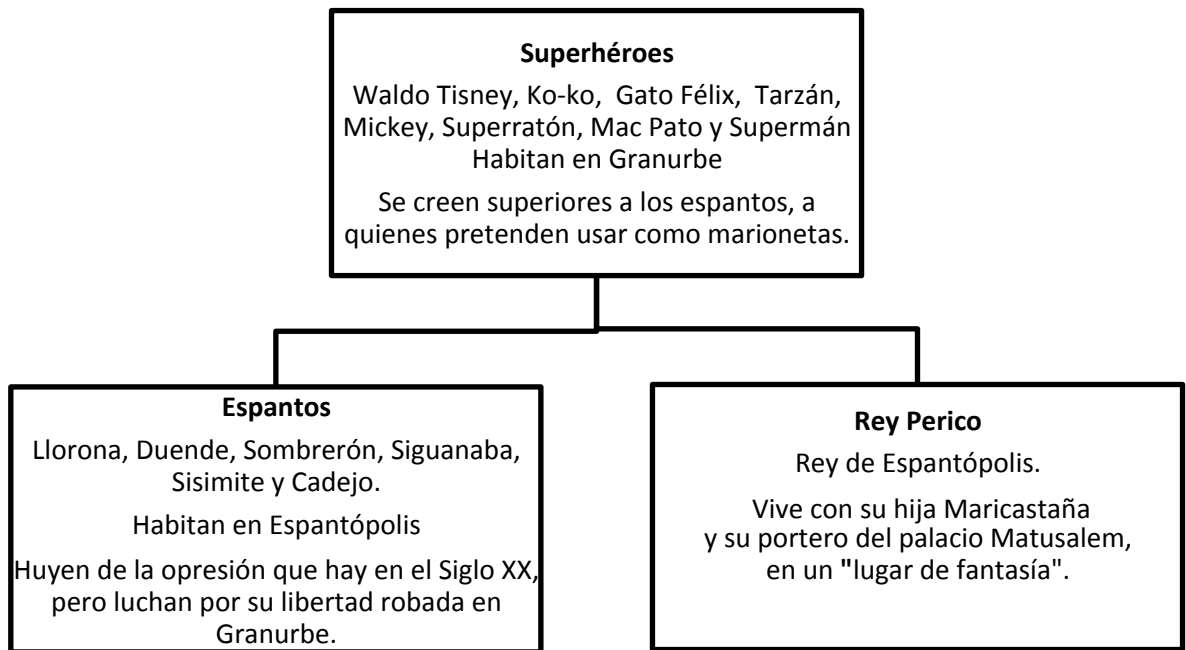 Superhéroes
Waldo Tisney, Ko-ko, Gato Félix, Tarzán,
Mickey, Superratón, Mac Pato y Supermán
Habitan en Granurbe
Se creen superiores a los espantos, a
quienes pretenden usar como marionetas.
Espantos
Llorona, Duende, Sombrerón, Siguanaba,
Sisimite y Cadejo.
Habitan en Espantópolis
Huyen de la opresión que hay en el Siglo XX,
pero luchan por su libertad robada en
Granurbe.
Rey Perico
Rey de Espantópolis.
Vive con su hija Maricastaña
y su portero del palacio Matusalem,
en un "lugar de fantasía".